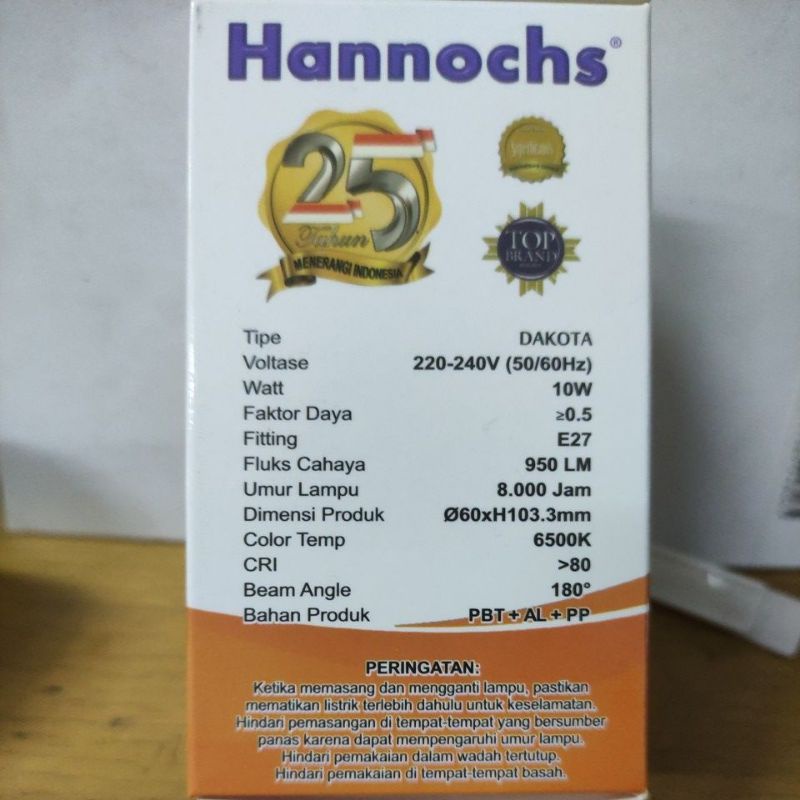 Hannochs®
25
Tahun
MENERANGI INDONESIA
TOP
BRAND
Tipe DAKOTA
Voltase 220-240V (50/60Hz)
Watt 10W
Faktor Daya ≥0.5
Fitting E27
Fluks Cahaya 950 LM
Umur Lampu 8.000 Jam
Dimensi Produk Ø60xH103.3mm
Color Temp 6500K
CRI >80
Beam Angle 180°
Bahan Produk PBT + AL + PP
PERINGATAN:
Ketika memasang dan mengganti lampu, pastikan
mematikan listrik terlebih dahulu untuk keselamatan.
Hindari pemasangan di tempat-tempat yang bersumber
panas karena dapat mempengaruhi umur lampu.
Hindari pemakaian dalam wadah tertutup.
Hindari pemakaian di tempat-tempat basah.